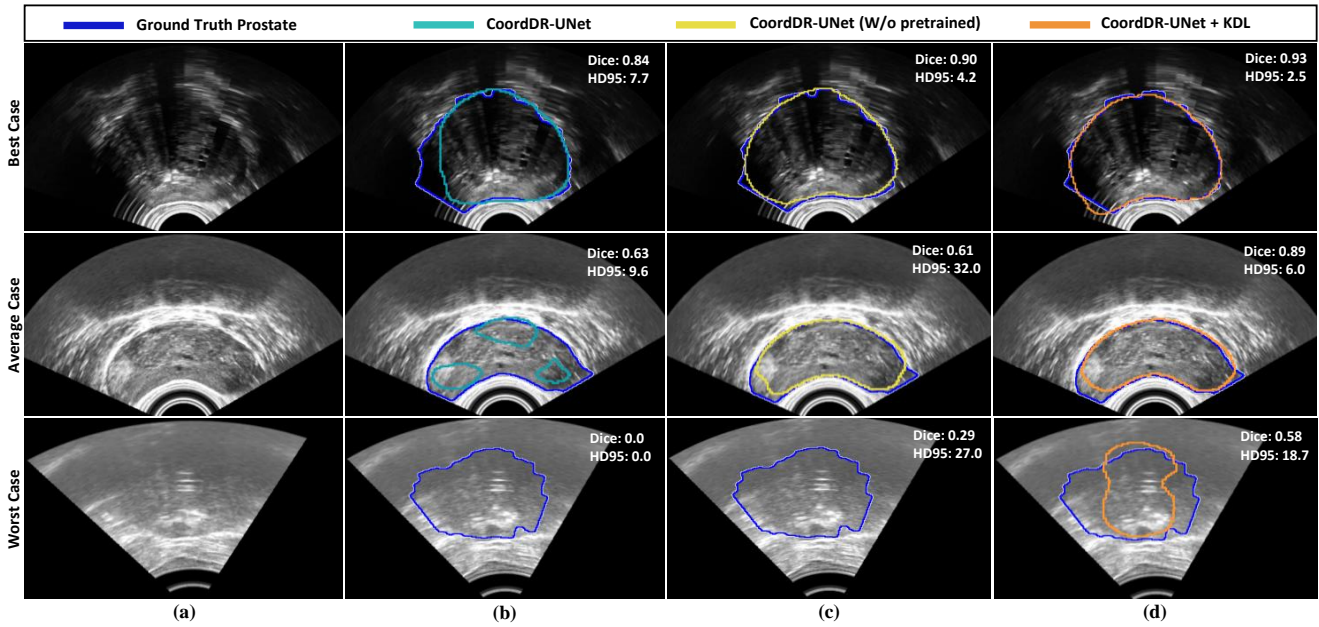 Ground Truth Prostate CoordDR-UNet CoordDR-UNet (W/o pretrained) CoordDR-UNet + KDL
Best Case
Dice: 0.84
HD95: 7.7
Dice: 0.90
HD95: 4.2
Dice: 0.93
HD95: 2.5
Average Case
Dice: 0.63
HD95: 9.6
Dice: 0.61
HD95: 32.0
Dice: 0.89
HD95: 6.0
Worst Case
Dice: 0.0
HD95: 0.0
Dice: 0.29
HD95: 27.0
Dice: 0.58
HD95: 18.7
(a) (b) (c) (d)